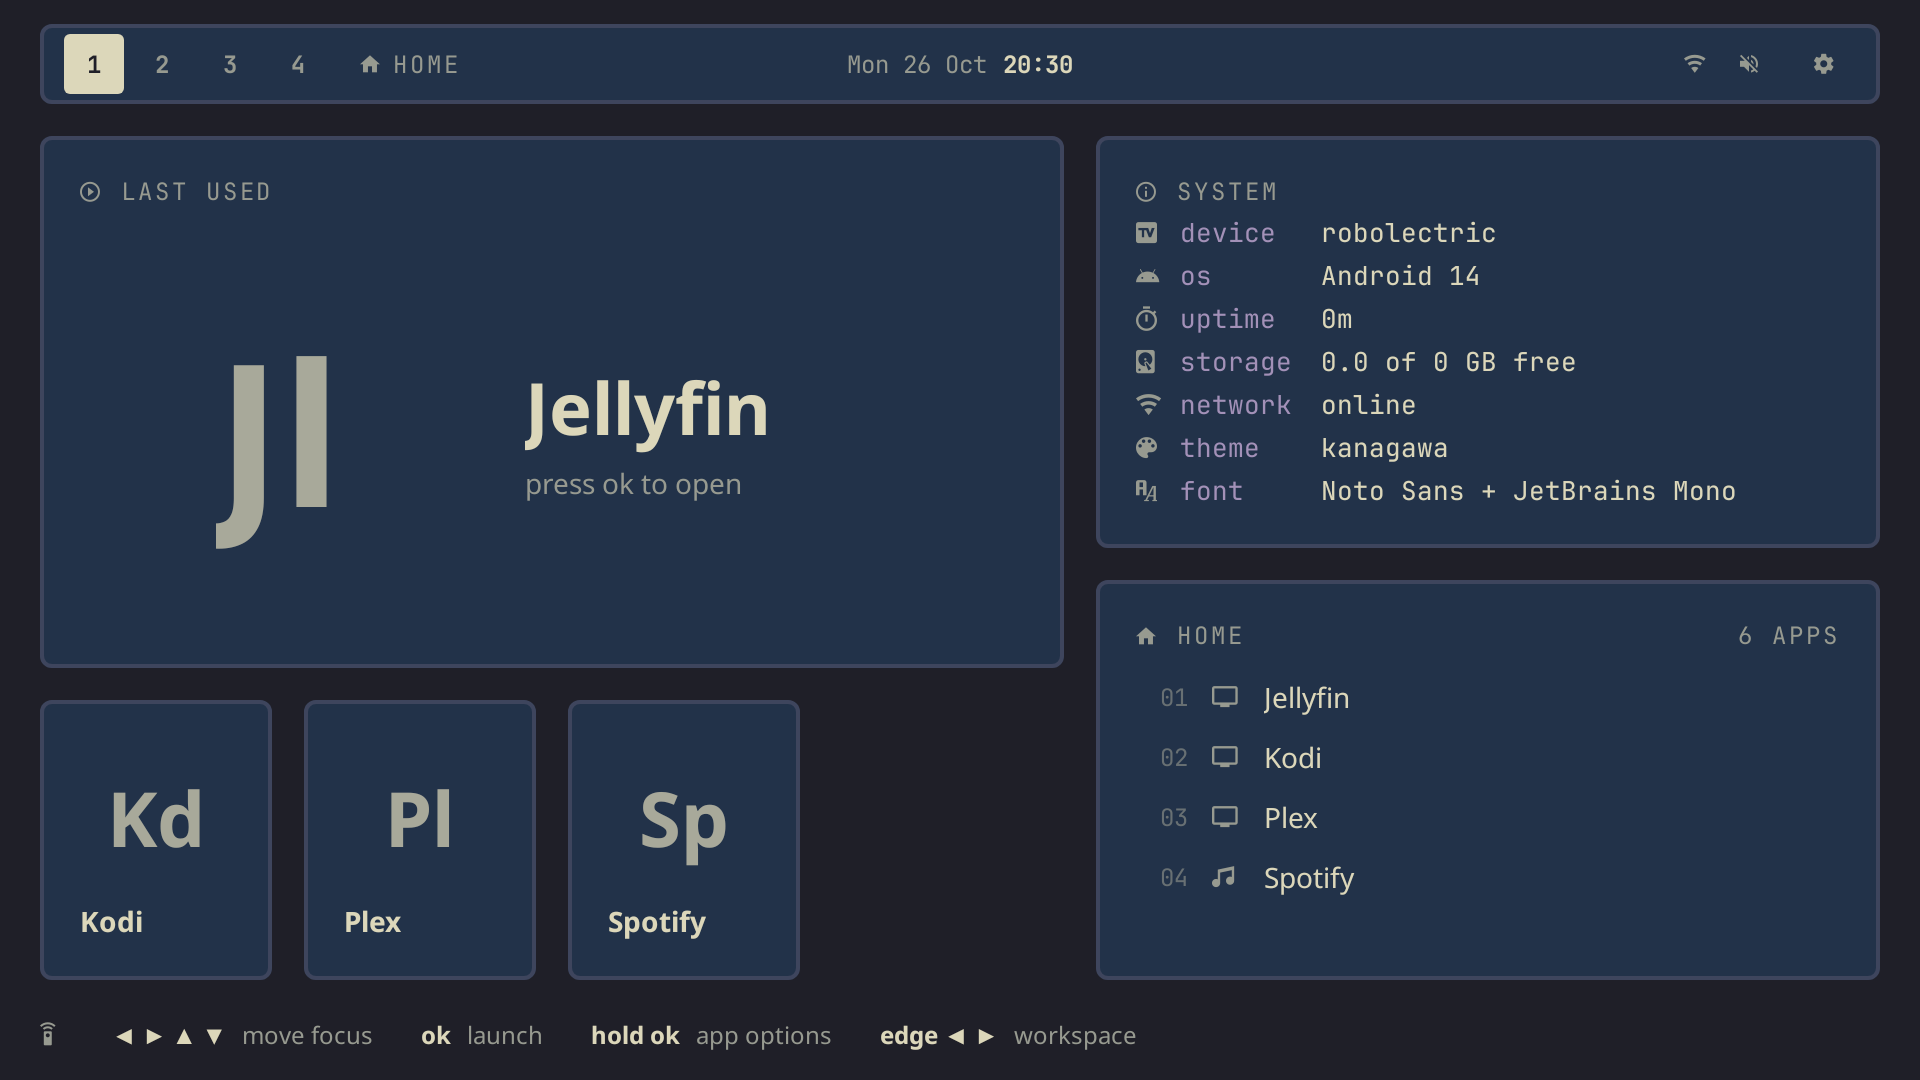 1 2 3 4 HOME Mon 26 Oct 20:30
LAST USED
Jl
Jellyfin
press ok to open
SYSTEM
TV device robolectric
os Android 14
uptime 0m
storage 0.0 of 0 GB free
network online
theme kanagawa
font Noto Sans + JetBrains Mono
HOME 6 APPS
01 Jellyfin
02 Kodi
03 Plex
04 Spotify
Kd
Kodi
Pl
Plex
Sp
Spotify
◀ ▶ ▲ ▼ move focus ok launch hold ok app options edge ◀ ▶ workspace